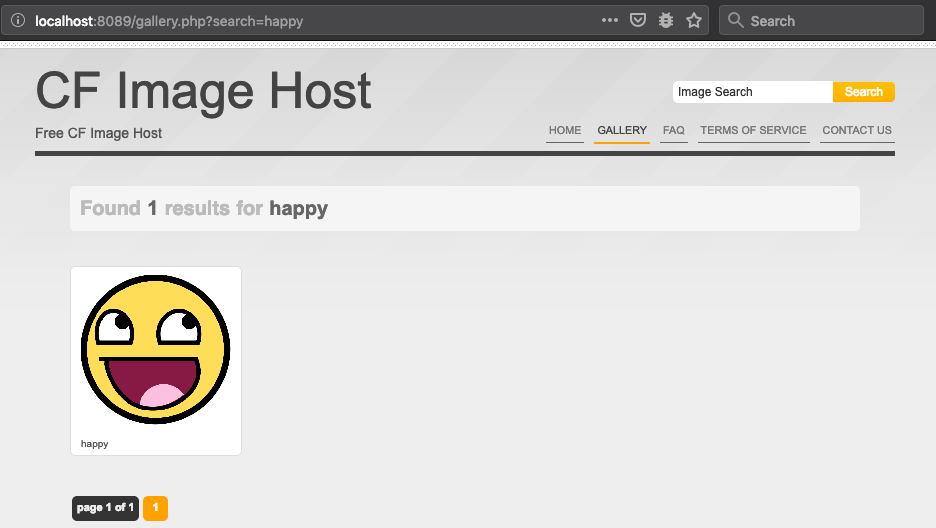 localhost:8089/gallery.php?search=happy
Search
CF Image Host
Image Search
Search
Free CF Image Host
HOME GALLERY FAQ TERMS OF SERVICE CONTACT US
Found 1 results for happy
happy
page 1 of 1 1